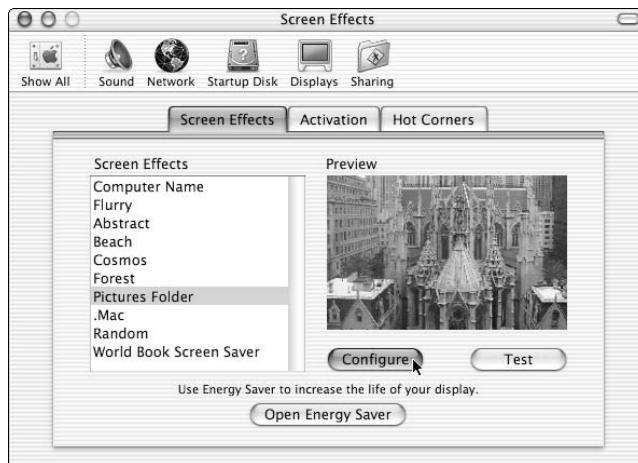 Screen Effects
Show All Sound Network Startup Disk Displays Sharing
Screen Effects Activation Hot Corners
Screen Effects
Computer Name
Flurry
Abstract
Beach
Cosmos
Forest
Pictures Folder
.Mac
Random
World Book Screen Saver
Preview
Configure Test
Use Energy Saver to increase the life of your display.
Open Energy Saver